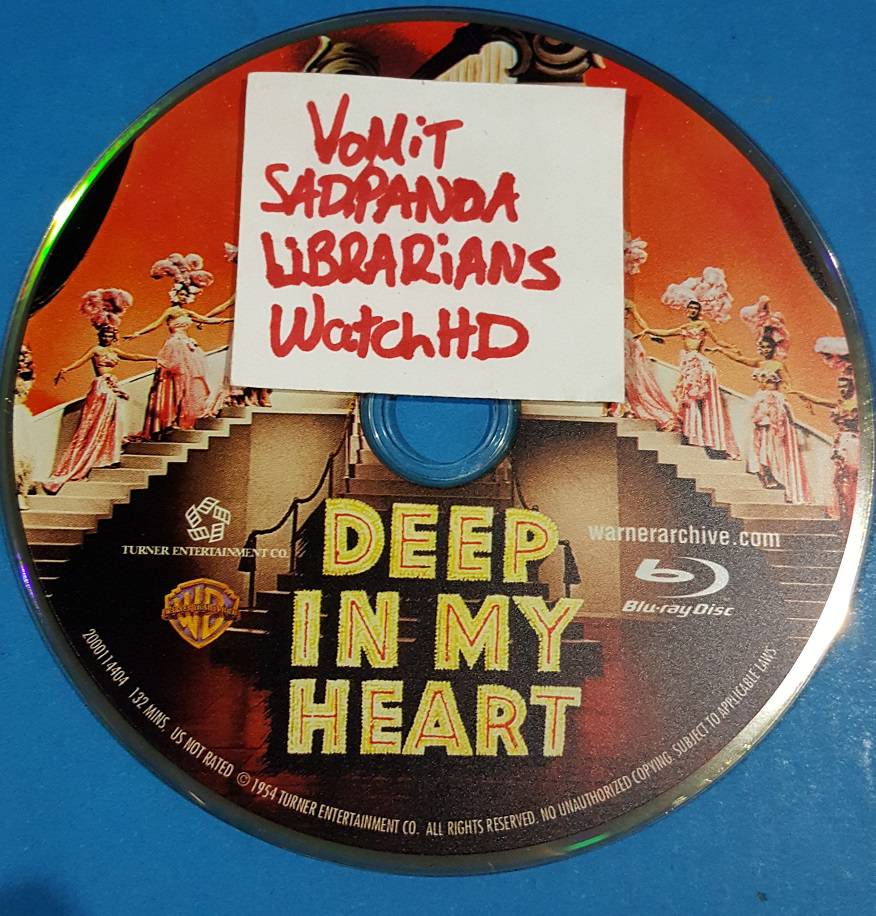 VoMiT
SADPANDA
LiBRARiANS
WatchHD
DEEP
IN MY
HEART
TURNER ENTERTAINMENT CO.
warnerarchive.com
Blu-ray Disc
2000114404 132 MINS. US NOT RATED © 1954 TURNER ENTERTAINMENT CO. ALL RIGHTS RESERVED. NO UNAUTHORIZED COPYING. SUBJECT TO APPLICABLE LAWS